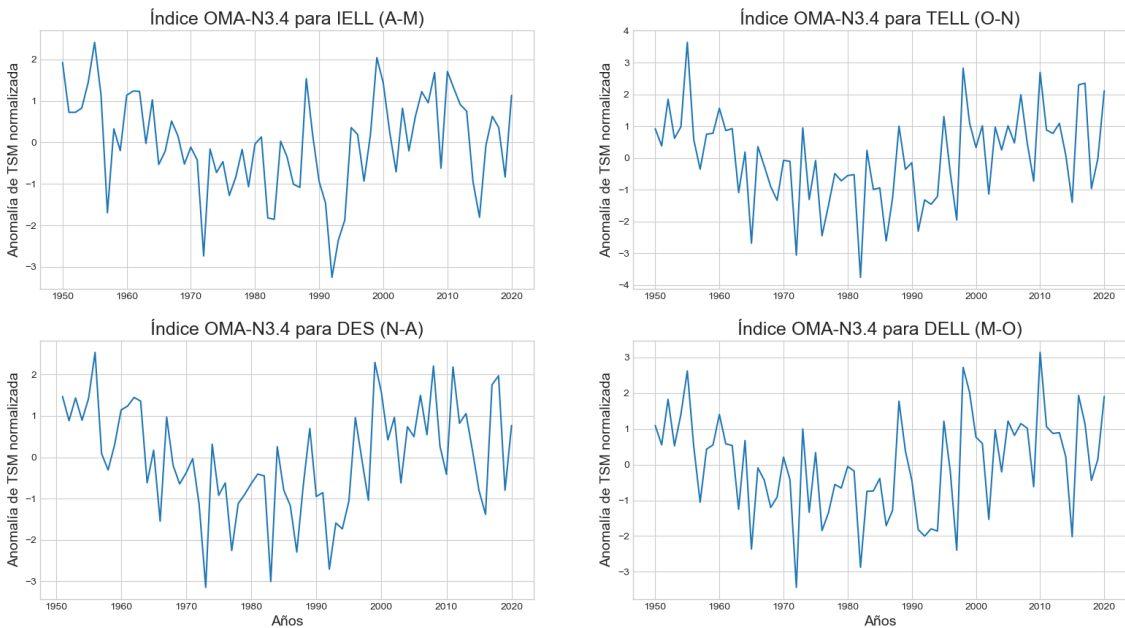 Índice OMA-N3.4 para IELL (A-M)
Anomalía de TSM normalizada
2
1
0
−1
−2
−3
1950 1960 1970 1980 1990 2000 2010 2020
Índice OMA-N3.4 para TELL (O-N)
Anomalía de TSM normalizada
4
3
2
1
0
−1
−2
−3
−4
1950 1960 1970 1980 1990 2000 2010 2020
Índice OMA-N3.4 para DES (N-A)
Anomalía de TSM normalizada
2
1
0
−1
−2
−3
1950 1960 1970 1980 1990 2000 2010 2020
Años
Índice OMA-N3.4 para DELL (M-O)
Anomalía de TSM normalizada
3
2
1
0
−1
−2
−3
1950 1960 1970 1980 1990 2000 2010 2020
Años